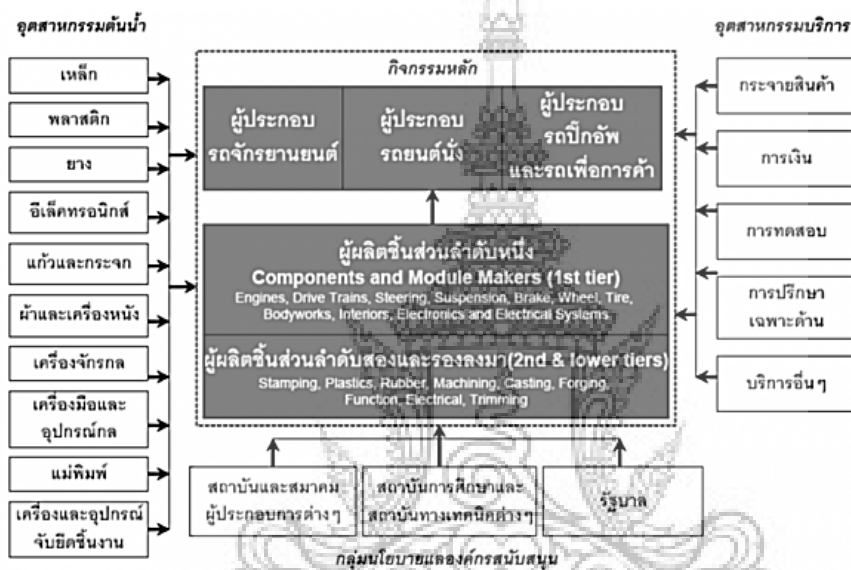 อุตสาหกรรมต้นน้ำ
เหล็ก
พลาสติก
ยาง
อีเล็คทรอนิกส์
แก้วและกระจก
ผ้าและเครื่องหนัง
เครื่องจักรกล
เครื่องมือและ
อุปกรณ์กล
แม่พิมพ์
เครื่องและอุปกรณ์
จับยึดชิ้นงาน
กิจกรรมหลัก
ผู้ประกอบ
รถจักรยานยนต์
ผู้ประกอบ
รถยนต์นั่ง
ผู้ประกอบ
รถปิ๊กอัพ
และรถเพื่อการค้า
ผู้ผลิตชิ้นส่วนลำดับหนึ่ง
Components and Module Makers (1st tier)
Engines, Drive Trains, Steering, Suspension, Brake, Wheel, Tire,
Bodyworks, Interiors, Electronics and Electrical Systems
ผู้ผลิตชิ้นส่วนลำดับสองและรองลงมา(2nd & lower tiers)
Stamping, Plastics, Rubber, Machining, Casting, Forging,
Function, Electrical, Trimming
สถาบันและสมาคม
ผู้ประกอบการต่างๆ
สถาบันการศึกษาและ
สถาบันทางเทคนิคต่างๆ
รัฐบาล
กลุ่มนโยบายและองค์กรสนับสนุน
อุตสาหกรรมบริการ
กระจายสินค้า
การเงิน
การทดสอบ
การปรึกษา
เฉพาะด้าน
บริการอื่นๆ